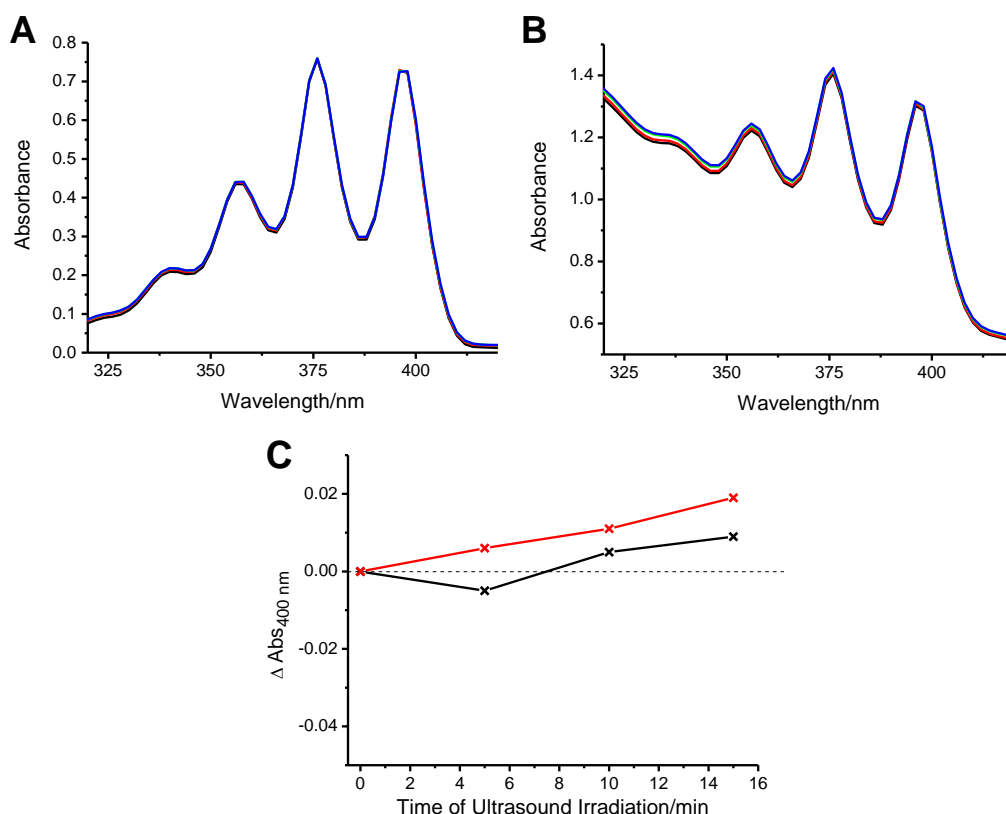 A
0.8
0.7
0.6
0.5
0.4
0.3
0.2
0.1
0.0
Absorbance
325 350 375 400
Wavelength/nm
B
1.4
1.2
1.0
0.8
0.6
Absorbance
325 350 375 400
Wavelength/nm
C
0.02
0.00
-0.02
-0.04
Δ Abs400 nm
0 2 4 6 8 10 12 14 16
Time of Ultrasound Irradiation/min